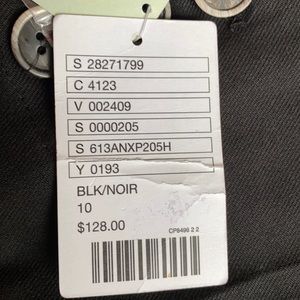 S 28271799
C 4123
V 002409
S 0000205
S 613ANXP205H
Y 0193
BLK/NOIR
10
$128.00
CP8496 2 2